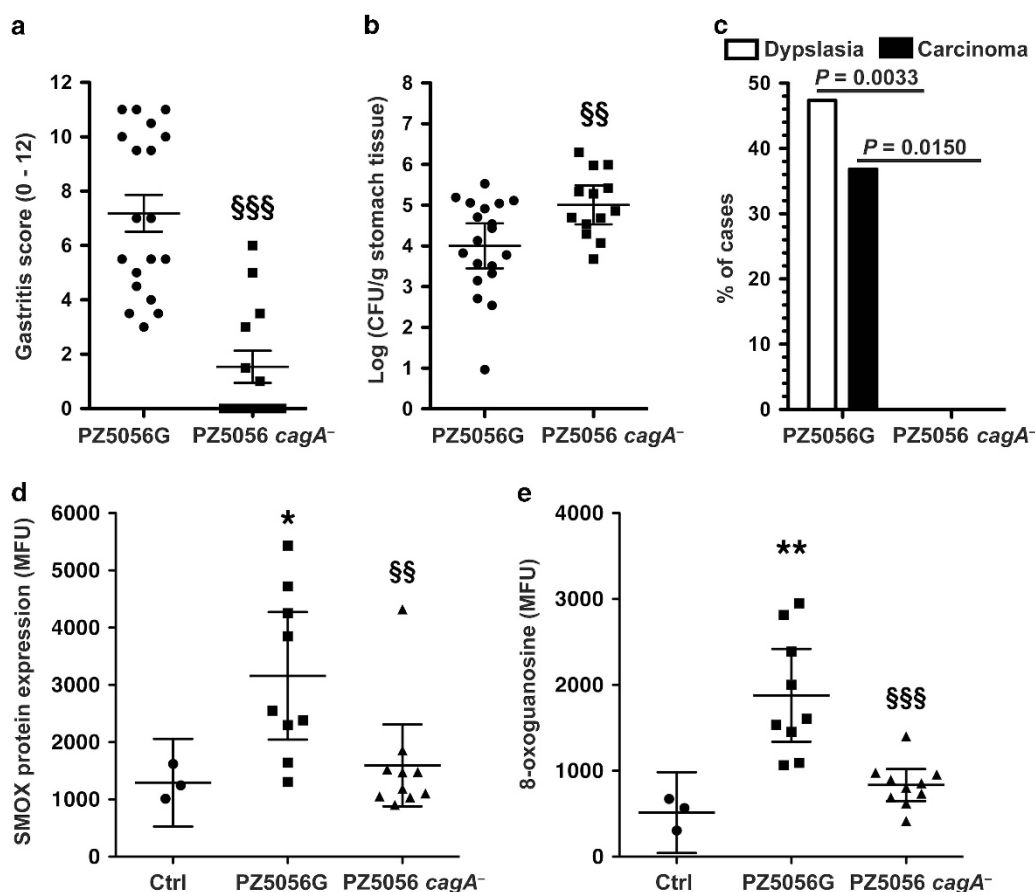 a
Gastritis score (0 - 12)
12
10
8
6
4
2
0
§§§
PZ5056G PZ5056 cagA–
b
Log (CFU/g stomach tissue)
8
7
6
5
4
3
2
1
0
§§
PZ5056G PZ5056 cagA–
c
Dypslasia Carcinoma
% of cases
50
40
30
20
10
0
P = 0.0033
P = 0.0150
PZ5056G PZ5056 cagA–
d
SMOX protein expression (MFU)
6000
5000
4000
3000
2000
1000
0
*
§§
Ctrl PZ5056G PZ5056 cagA–
e
8-oxoguanosine (MFU)
4000
3000
2000
1000
0
**
§§§
Ctrl PZ5056G PZ5056 cagA–